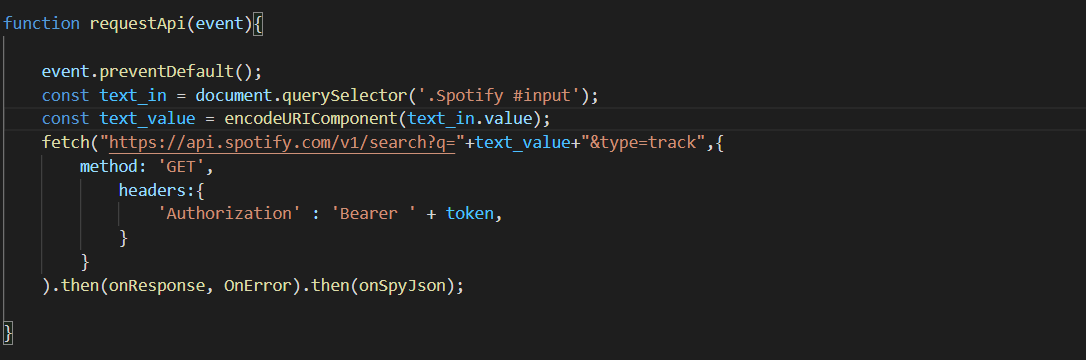 function requestApi(event){
event.preventDefault();
const text_in = document.querySelector('.Spotify #input');
const text_value = encodeURIComponent(text_in.value);
fetch("https://api.spotify.com/v1/search?q="+text_value+"&type=track",{
method: 'GET',
headers:{
'Authorization' : 'Bearer ' + token,
}
}
).then(onResponse, OnError).then(onSpyJson);
}